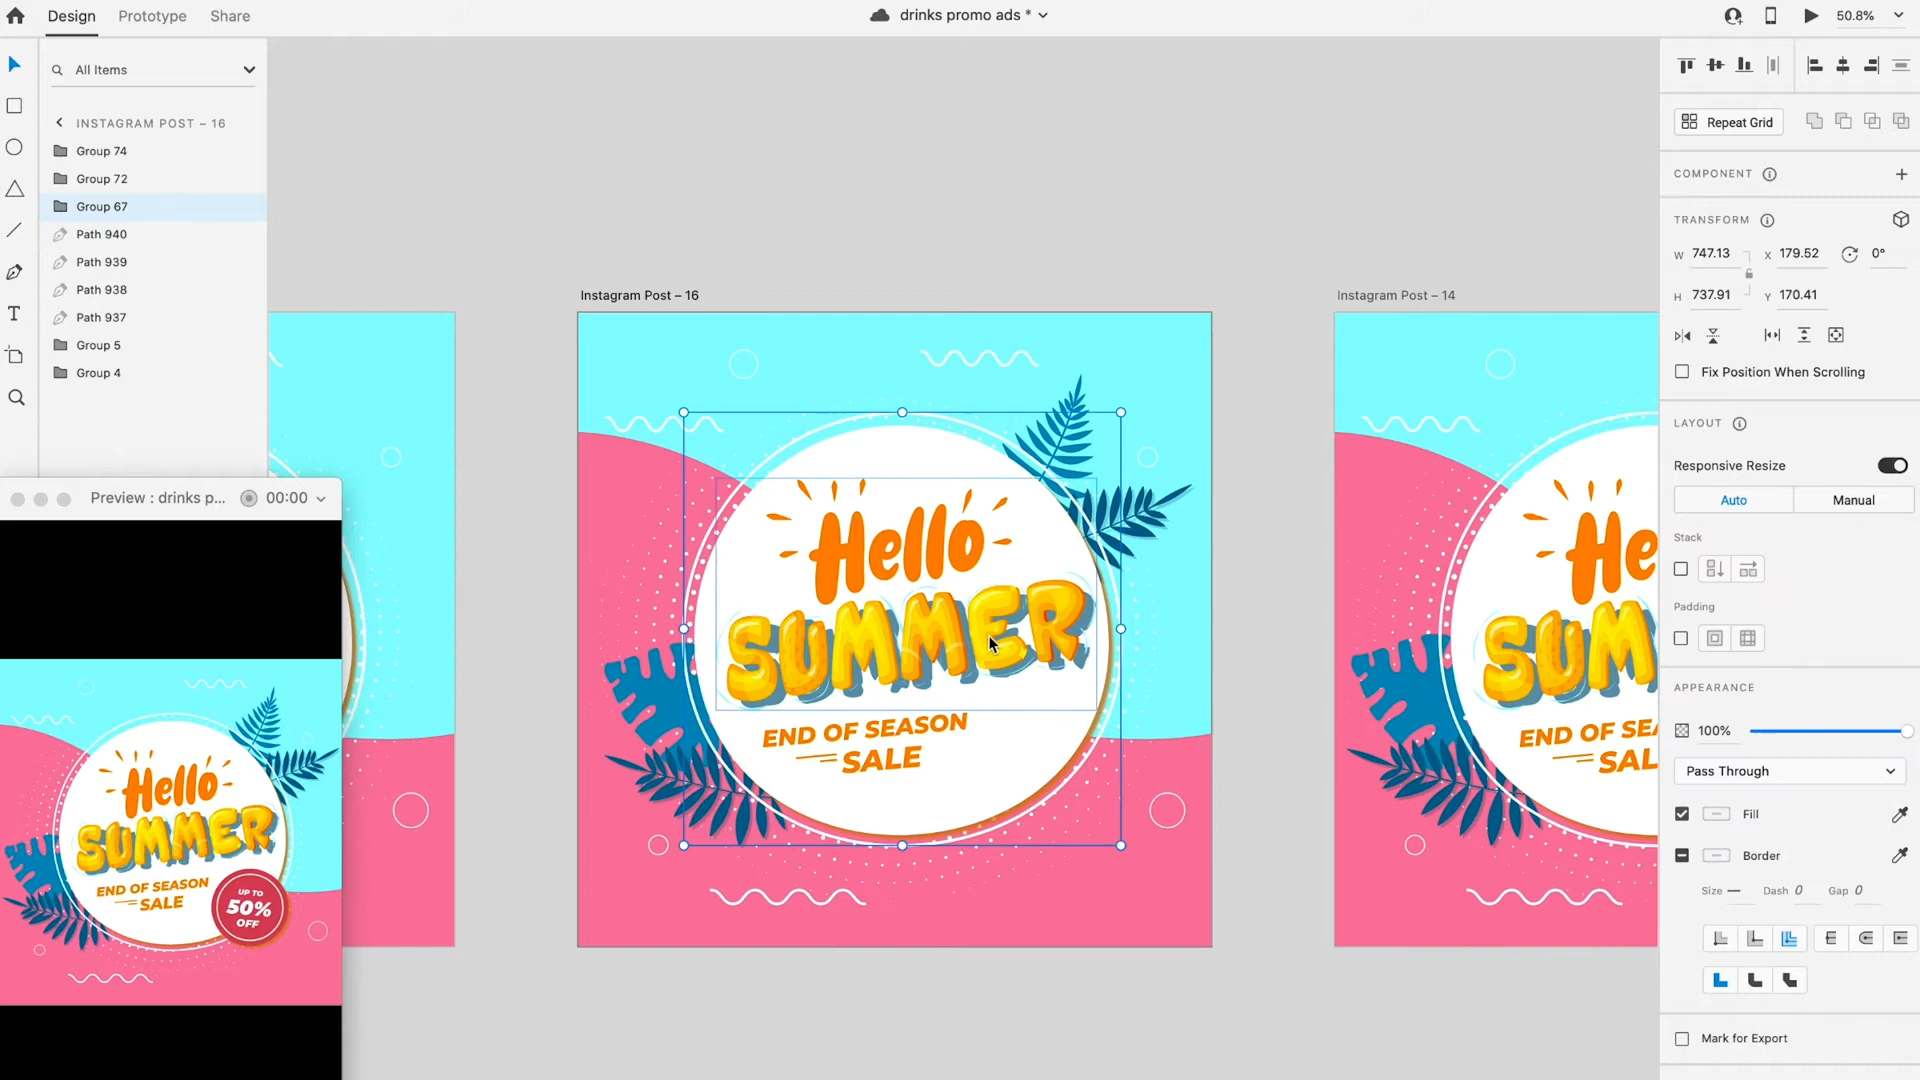 Design Prototype Share
drinks promo ads *
50.8%
All Items
INSTAGRAM POST – 16
Group 74
Group 72
Group 67
Path 940
Path 939
Path 938
Path 937
Group 5
Group 4
Preview : drinks p... 00:00
Hello
SUMMER
END OF SEASON
SALE
UP TO
50%
OFF
Instagram Post – 16
Hello
SUMMER
END OF SEASON
SALE
Instagram Post – 14
He
SUM
END OF SEA
SAL
Repeat Grid
COMPONENT
TRANSFORM
W 747.13 X 179.52 0°
H 737.91 Y 170.41
Fix Position When Scrolling
LAYOUT
Responsive Resize
Auto Manual
Stack
Padding
APPEARANCE
100%
Pass Through
Fill
Border
Size — Dash 0 Gap 0
Mark for Export